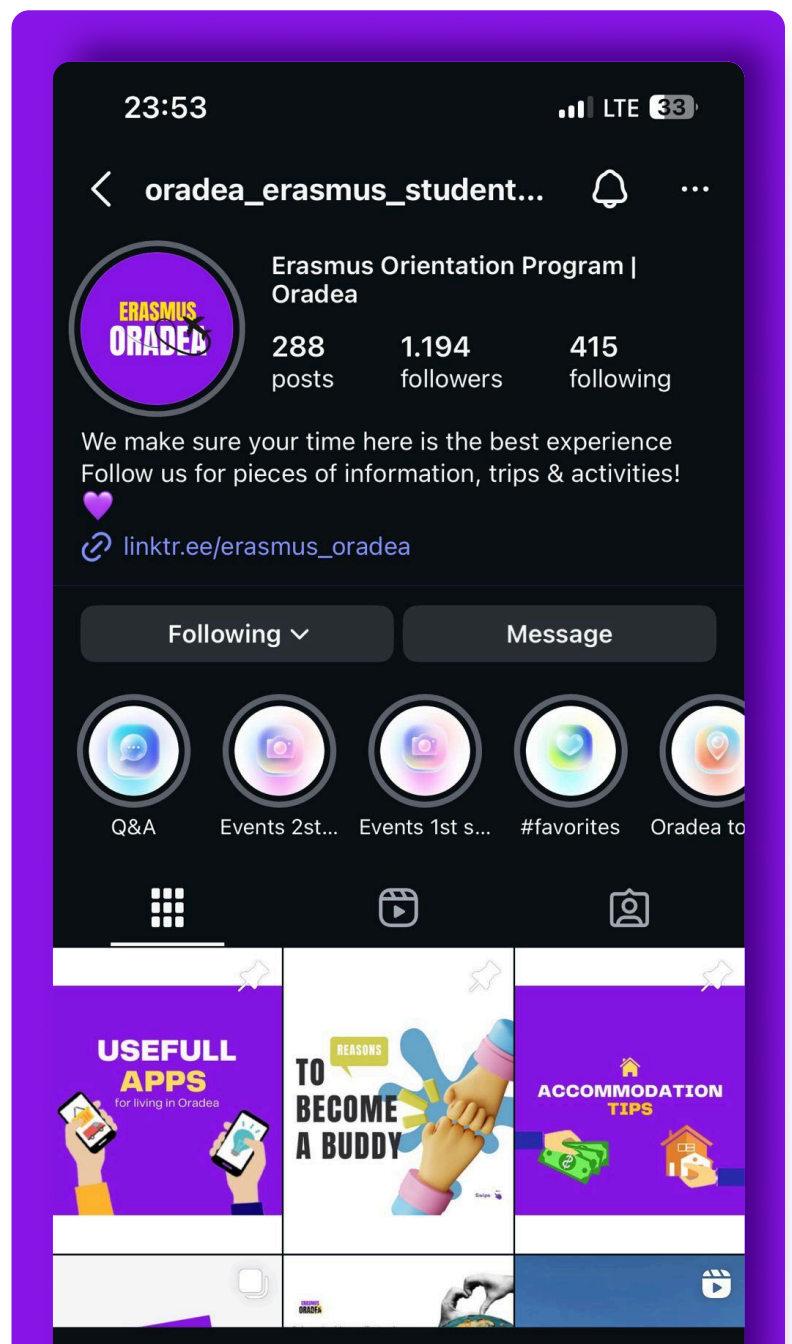 23:53
LTE 33
oradea_erasmus_student...
ERASMUS
ORADEA
Erasmus Orientation Program |
Oradea
288 1.194 415
posts followers following
We make sure your time here is the best experience
Follow us for pieces of information, trips & activities!
💜
linktr.ee/erasmus_oradea
Following Message
Q&A Events 2st... Events 1st s... #favorites Oradea to
USEFULL
APPS
for living in Oradea
REASONS
TO
BECOME
A BUDDY
Swipe
ACCOMMODATION
TIPS
ERASMUS
ORADEA